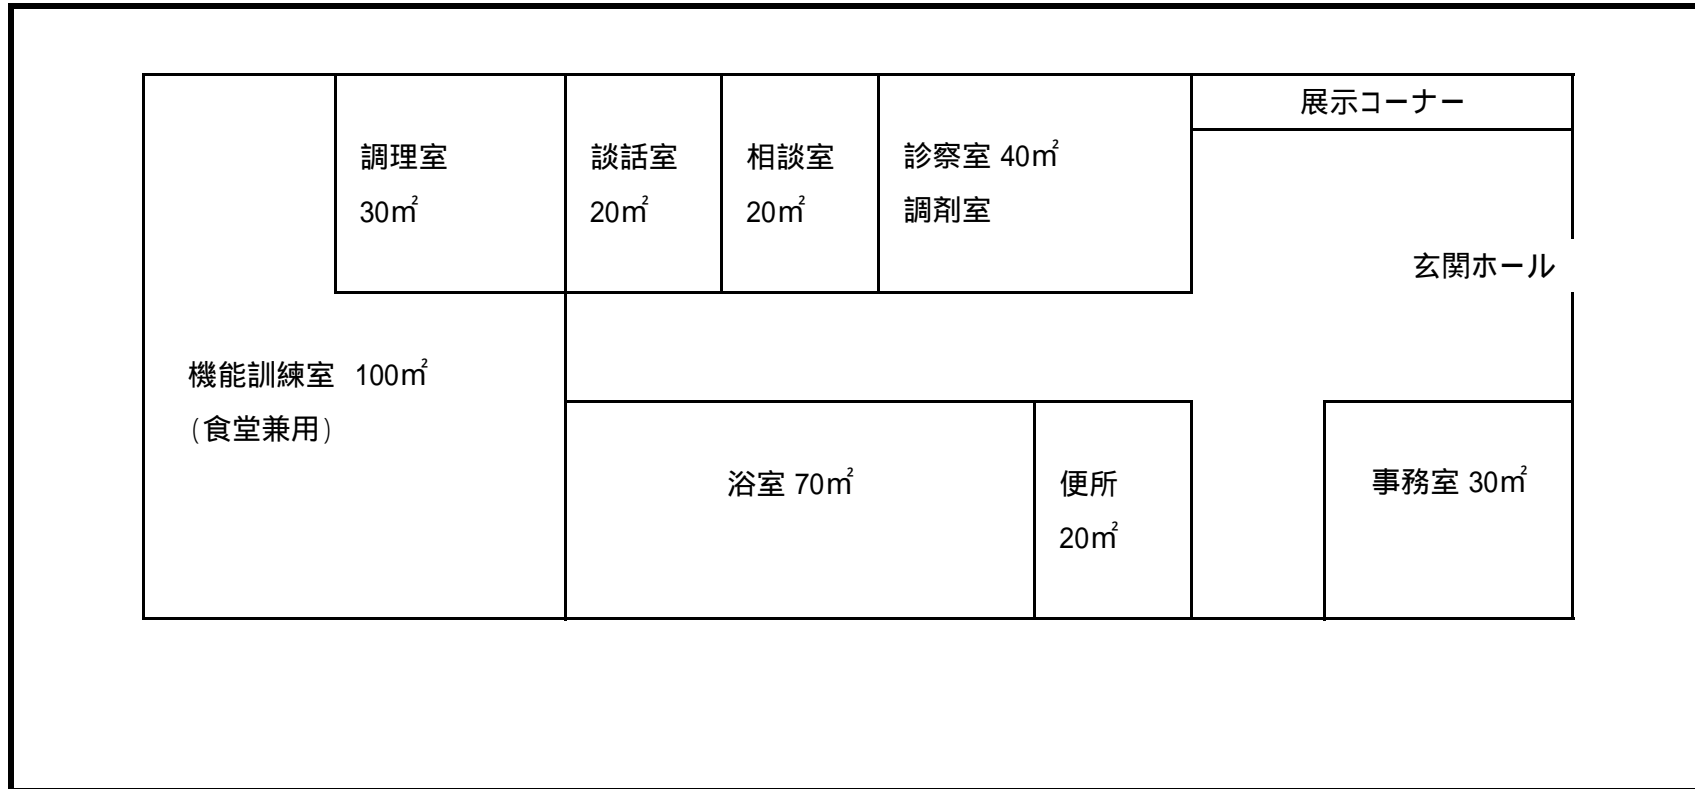 展示コーナー
調理室
30㎡
談話室
20㎡
相談室
20㎡
診察室 40㎡
調剤室
玄関ホール
機能訓練室 100㎡
(食堂兼用)
浴室 70㎡
便所
20㎡
事務室 30㎡